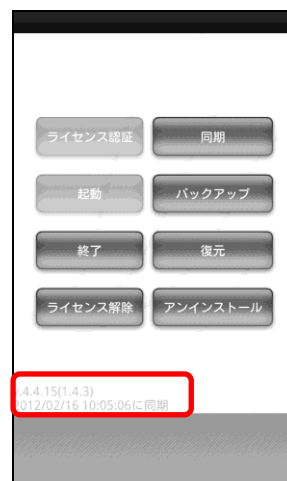 ライセンス認証
同期
起動
バックアップ
終了
復元
ライセンス解除
アンインストール
.4.4.15(1.4.3)
2012/02/16 10:05:06に同期